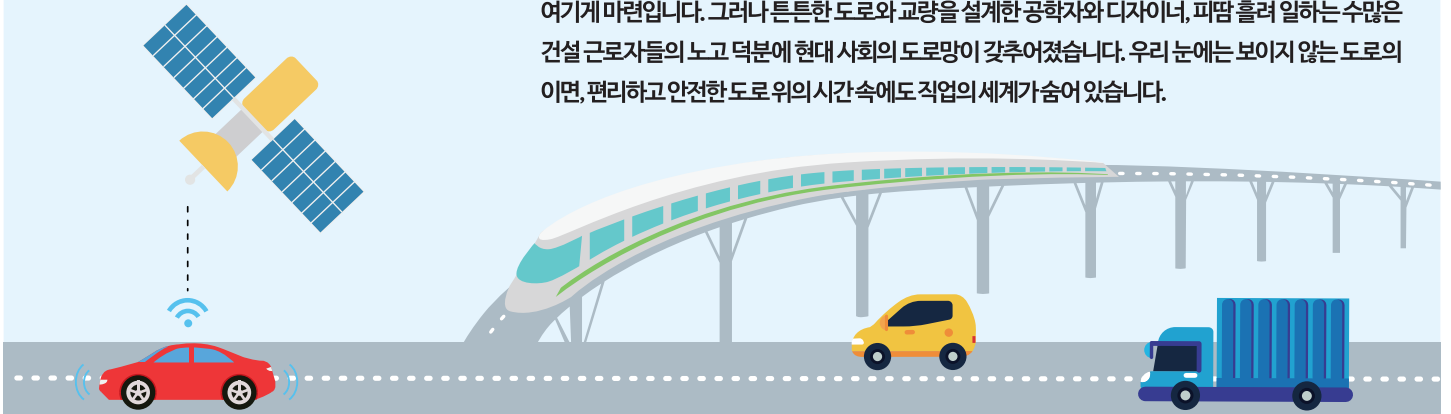 여기게 마련입니다. 그러나 튼튼한 도로와 교량을 설계한 공학자와 디자이너, 피땀 흘려 일하는 수많은
건설 근로자들의 노고 덕분에 현대 사회의 도로망이 갖추어졌습니다. 우리 눈에는 보이지 않는 도로의
이면, 편리하고 안전한 도로 위의 시간 속에도 직업의 세계가 숨어 있습니다.